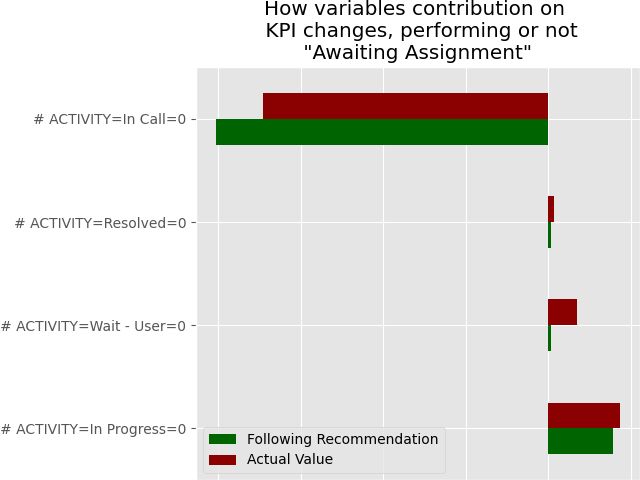 How variables contribution on
KPI changes, performing or not
"Awaiting Assignment"
# ACTIVITY=In Call=0
# ACTIVITY=Resolved=0
# ACTIVITY=Wait - User=0
# ACTIVITY=In Progress=0
Following Recommendation
Actual Value